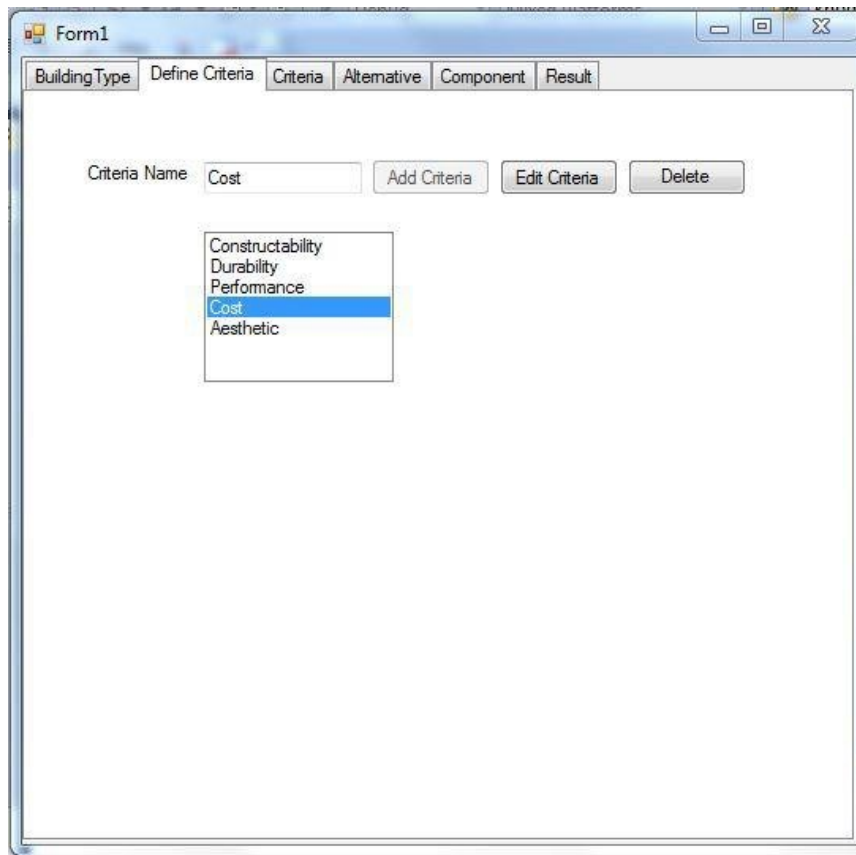 Form1
BuildingType Define Criteria Criteria Alternative Component Result
Criteria Name Cost Add Criteria Edit Criteria Delete
Constructability
Durability
Performance
Cost
Aesthetic